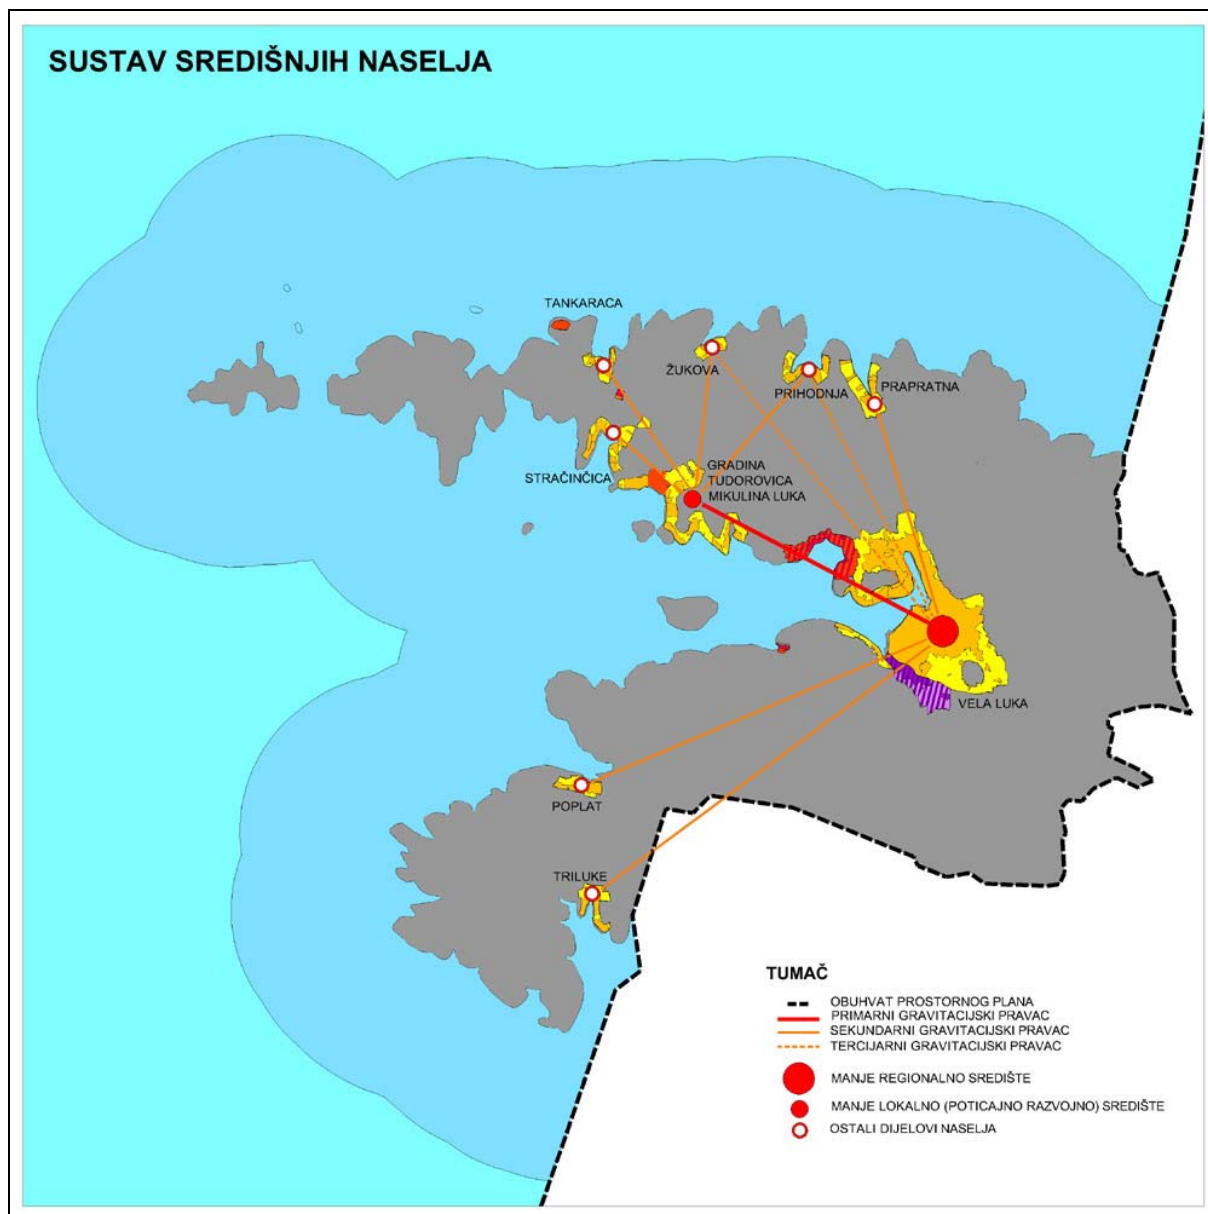 SUSTAV SREDIŠNJIH NASELJA
TANKARACA
ŽUKOVA
PRIHODNJA
PRAPRATNA
STRAČINČICA
GRADINA
TUDOROVICA
MIKULINA LUKA
VELA LUKA
POPLAT
TRILUKE
TUMAČ
OBUHVAT PROSTORNOG PLANA
PRIMARNI GRAVITACIJSKI PRAVAC
SEKUNDARNI GRAVITACIJSKI PRAVAC
TERCIJARNI GRAVITACIJSKI PRAVAC
MANJE REGIONALNO SREDIŠTE
MANJE LOKALNO (POTICAJNO RAZVOJNO) SREDIŠTE
OSTALI DIJELOVI NASELJA